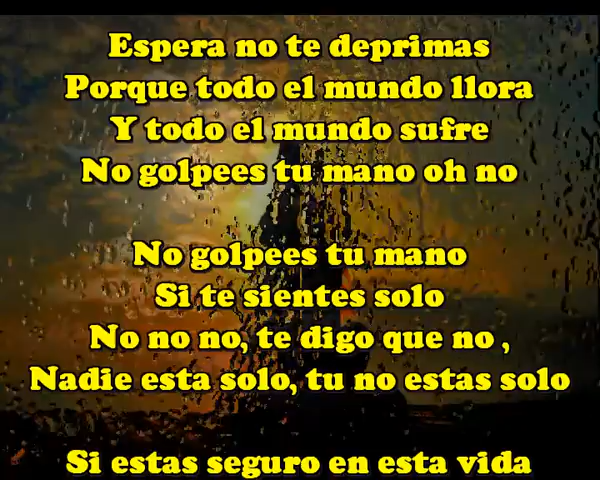 Espera no te deprimas
Porque todo el mundo llora
Y todo el mundo sufre
No golpees tu mano oh no
No golpees tu mano
Si te sientes solo
No no no, te digo que no ,
Nadie esta solo, tu no estas solo
Si estas seguro en esta vida